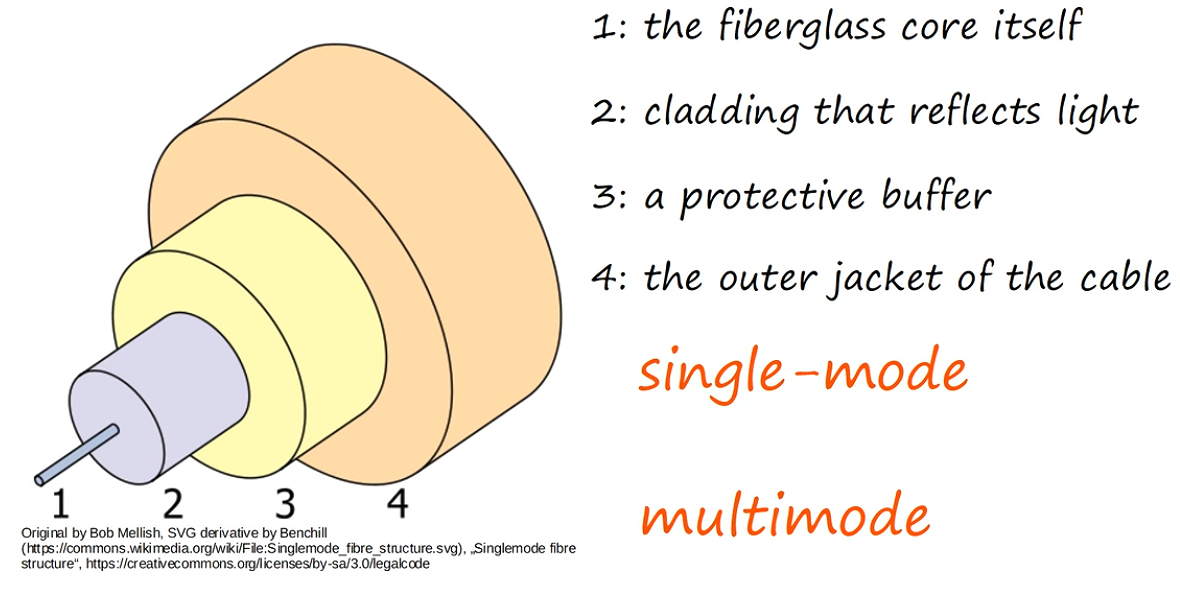 1: the fiberglass core itself
2: cladding that reflects light
3: a protective buffer
4: the outer jacket of the cable
single-mode
multimode
1 2 3 4
Original by Bob Mellish, SVG derivative by Benchill
(https://commons.wikimedia.org/wiki/File:Singlemode_fibre_structure.svg), „Singlemode fibre
structure“, https://creativecommons.org/licenses/by-sa/3.0/legalcode